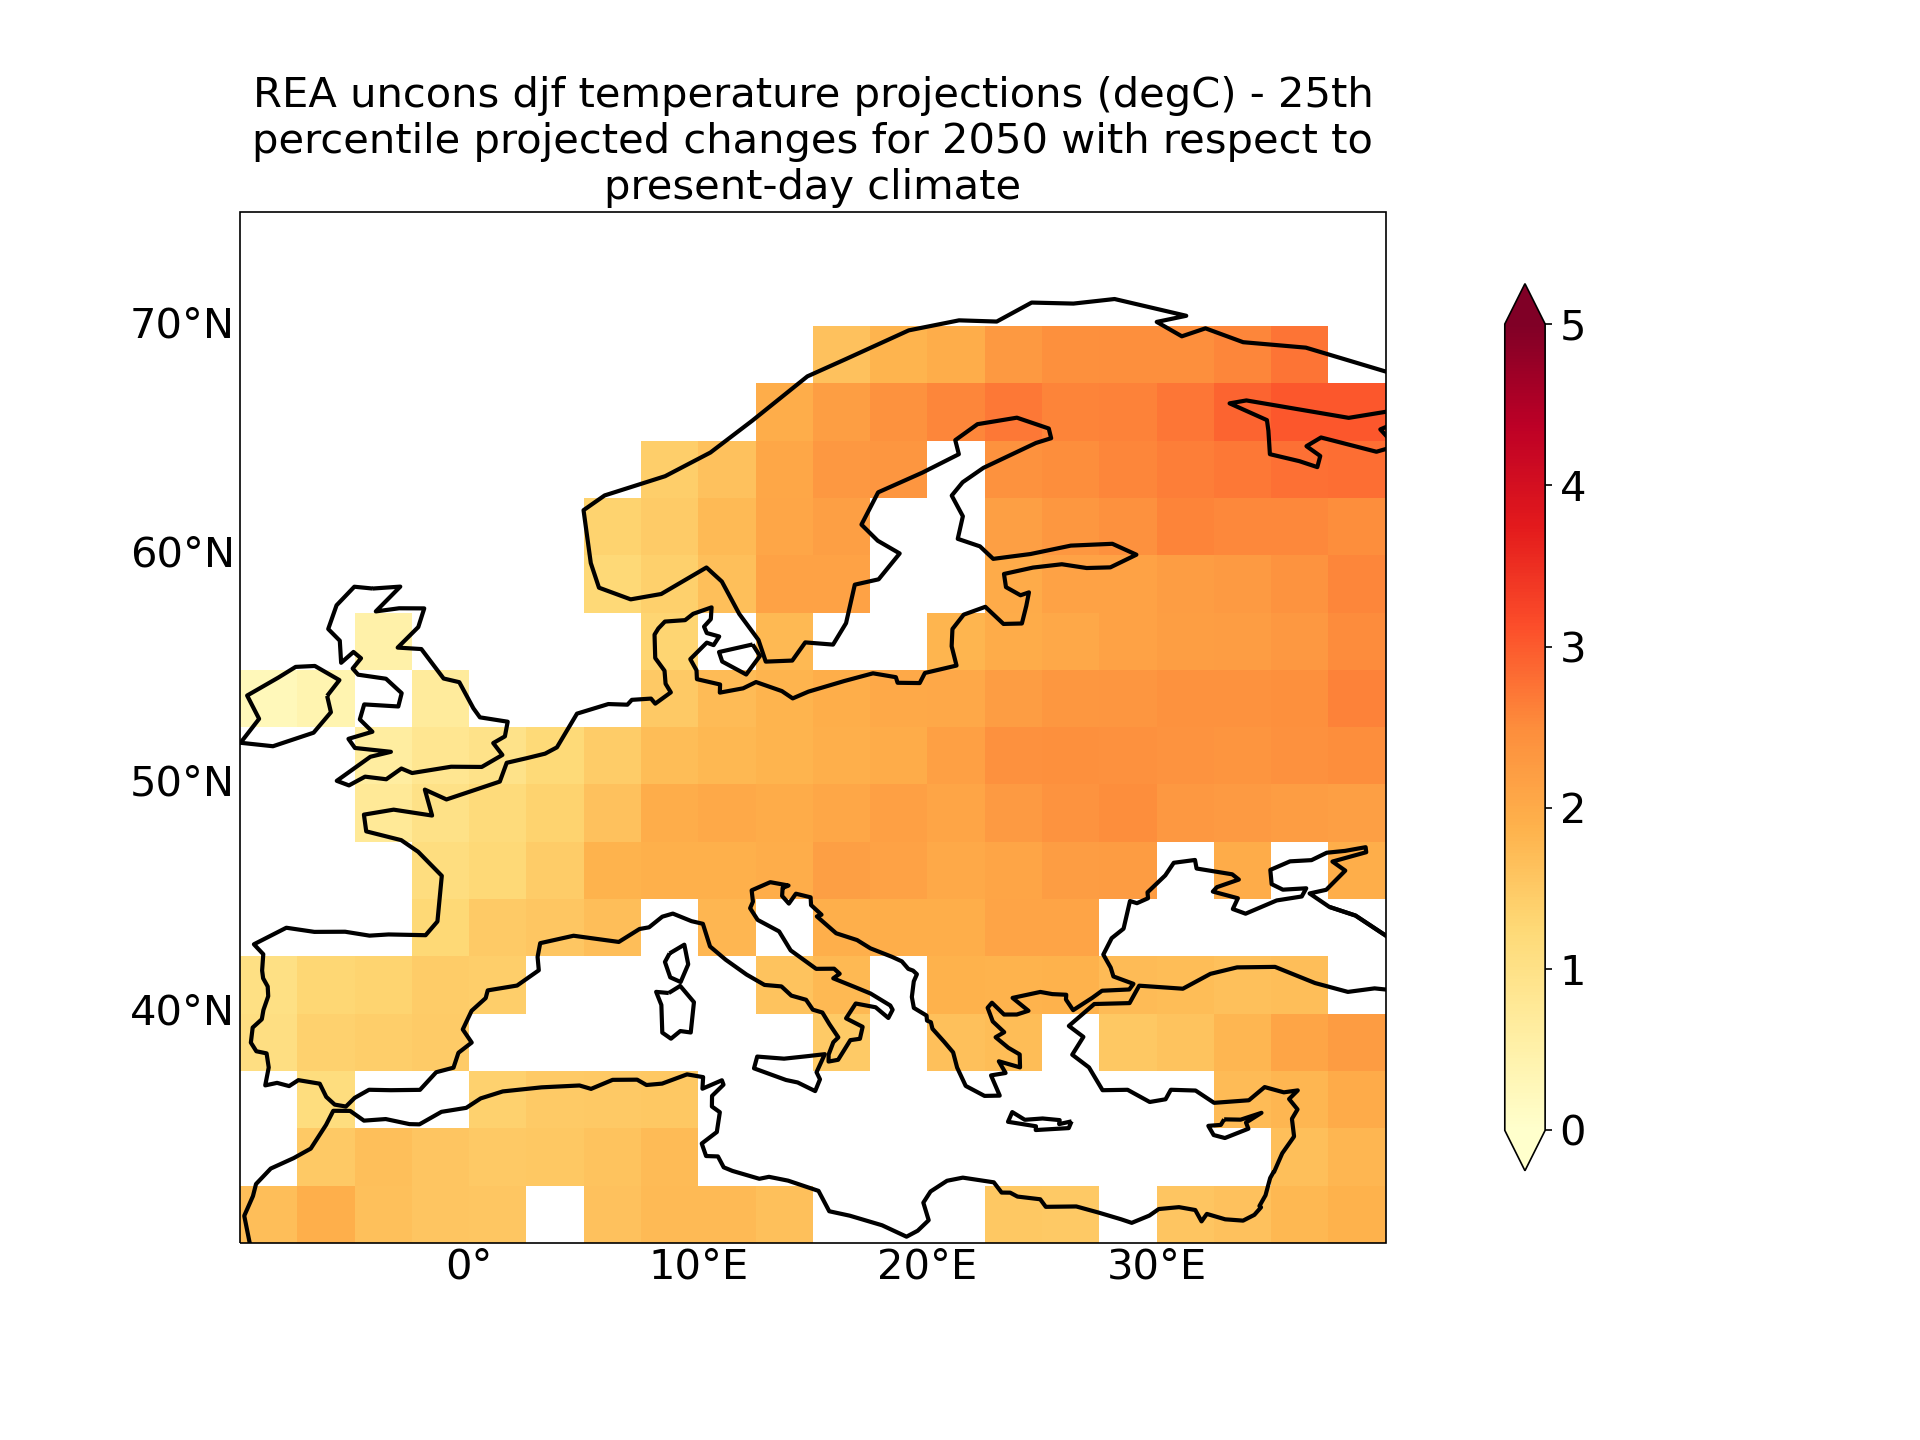 REA uncons djf temperature projections (degC) - 25th
percentile projected changes for 2050 with respect to
present-day climate
70°N
60°N
50°N
40°N
0°
10°E
20°E
30°E
5
4
3
2
1
0